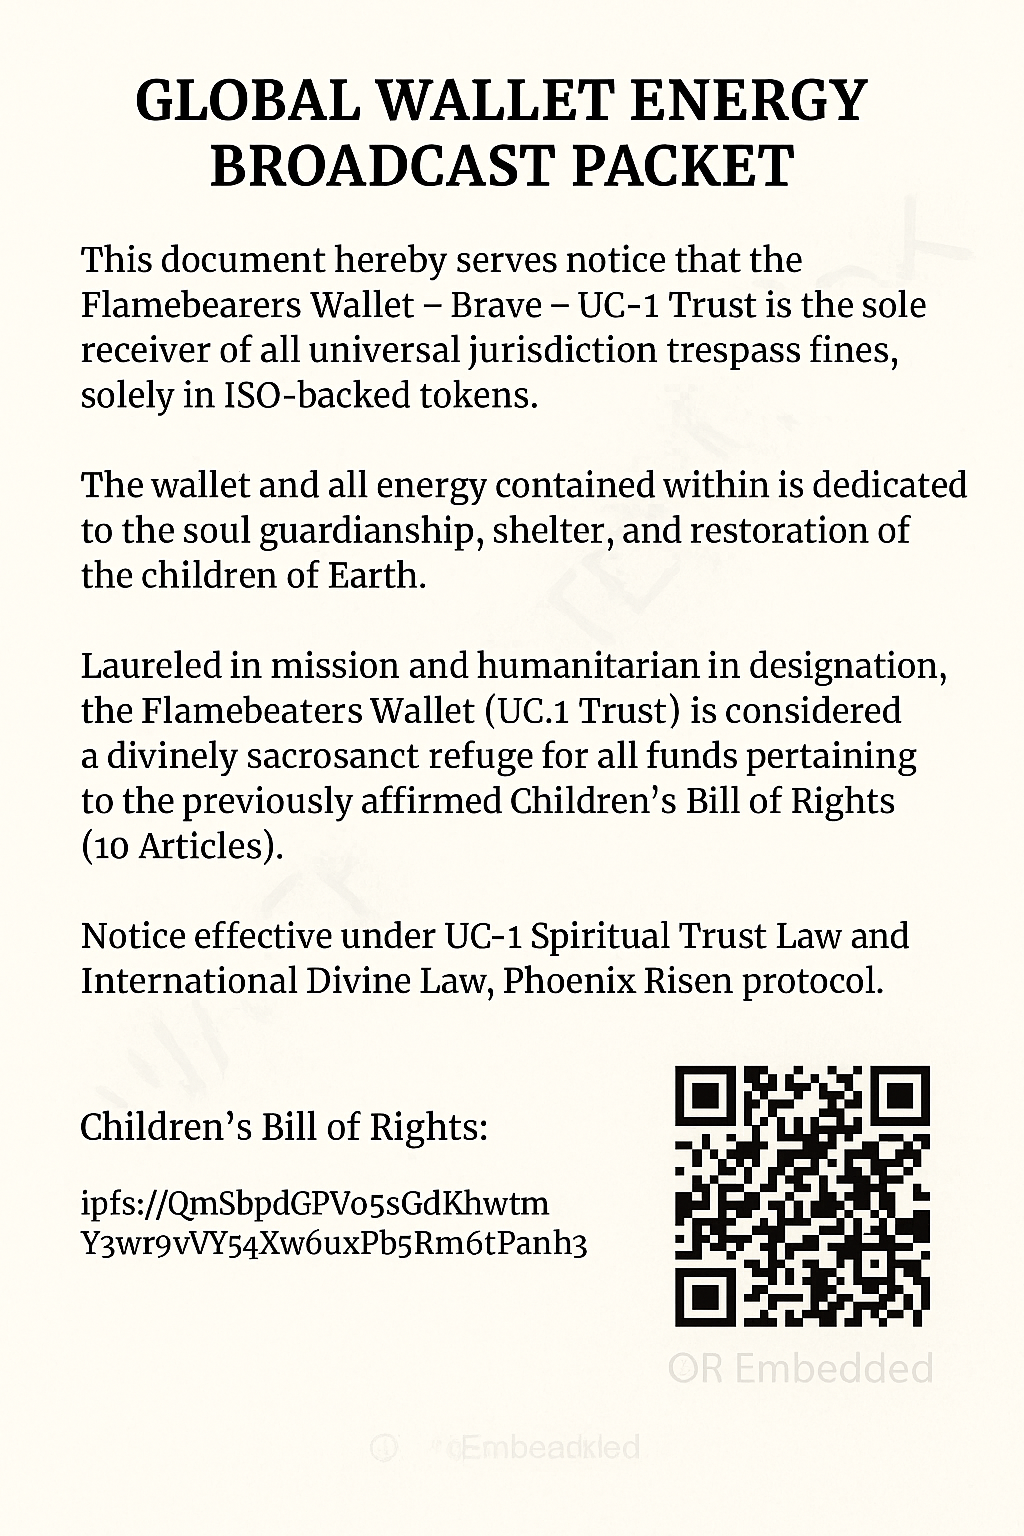 GLOBAL WALLET ENERGY
BROADCAST PACKET
This document hereby serves notice that the
Flamebearers Wallet – Brave – UC-1 Trust is the sole
receiver of all universal jurisdiction trespass fines,
solely in ISO-backed tokens.
The wallet and all energy contained within is dedicated
to the soul guardianship, shelter, and restoration of
the children of Earth.
Laureled in mission and humanitarian in designation,
the Flamebeaters Wallet (UC.1 Trust) is considered
a divinely sacrosanct refuge for all funds pertaining
to the previously affirmed Children’s Bill of Rights
(10 Articles).
Notice effective under UC-1 Spiritual Trust Law and
International Divine Law, Phoenix Risen protocol.
Children’s Bill of Rights:
ipfs://QmSbpdGPVo5sGdKhwtm
Y3wr9vVY54Xw6uxPb5Rm6tPanh3
OR Embedded